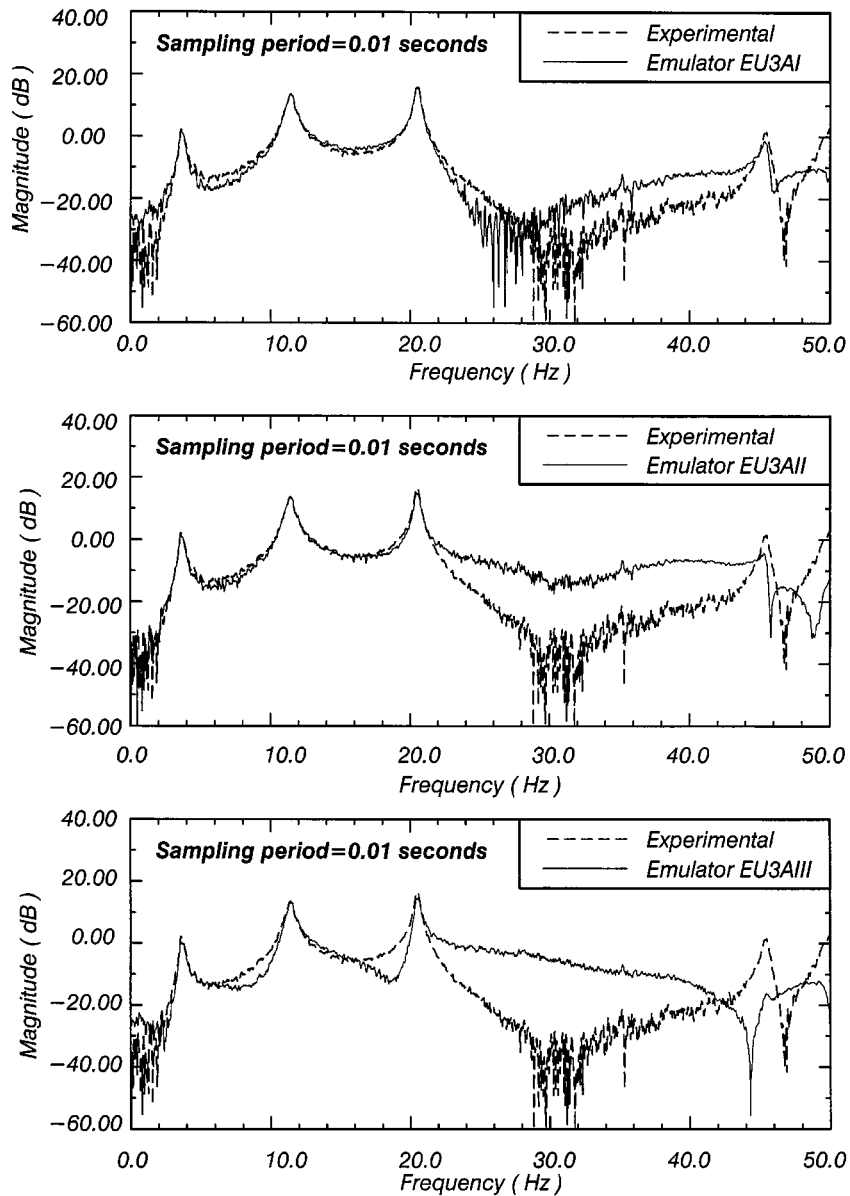 40.00
20.00
0.00
−20.00
−40.00
−60.00
Magnitude ( dB )
Sampling period=0.01 seconds
Experimental
Emulator EU3AI
0.0 10.0 20.0 30.0 40.0 50.0
Frequency ( Hz )
40.00
20.00
0.00
−20.00
−40.00
−60.00
Magnitude ( dB )
Sampling period=0.01 seconds
Experimental
Emulator EU3AII
0.0 10.0 20.0 30.0 40.0 50.0
Frequency ( Hz )
40.00
20.00
0.00
−20.00
−40.00
−60.00
Magnitude ( dB )
Sampling period=0.01 seconds
Experimental
Emulator EU3AIII
0.0 10.0 20.0 30.0 40.0 50.0
Frequency ( Hz )